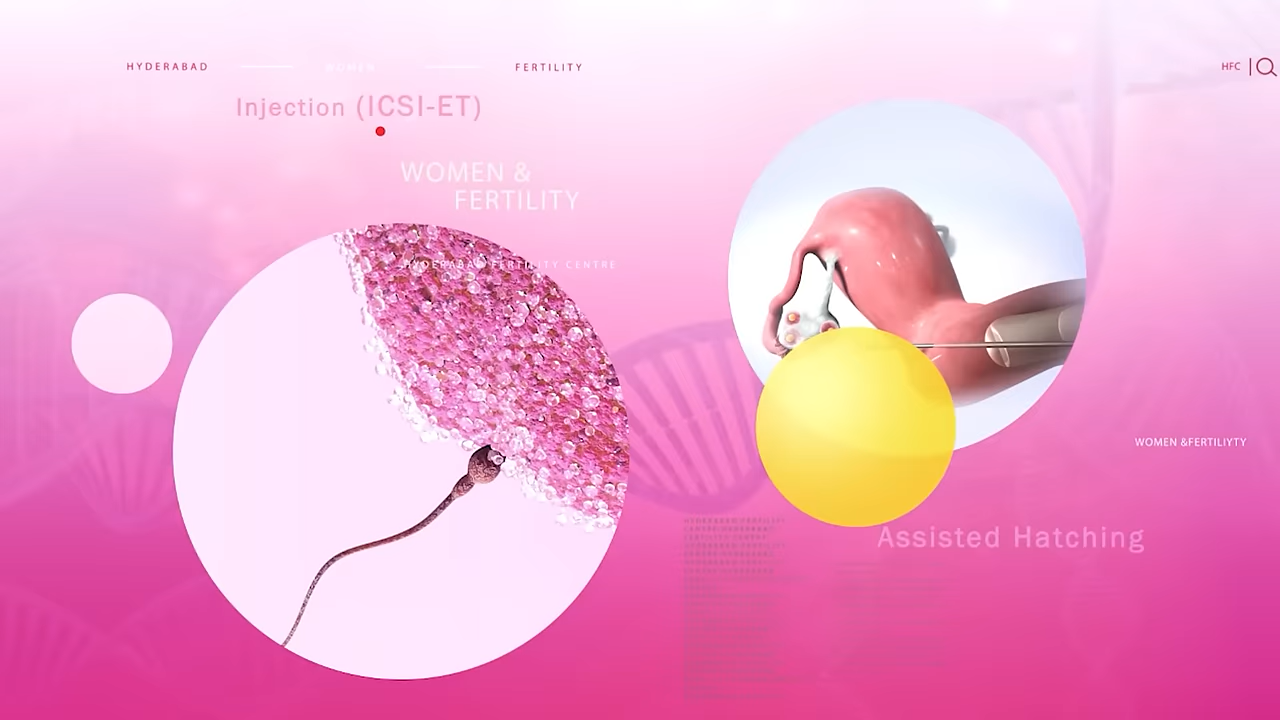 HYDERABAD
WOMEN
FERTILITY
HFC
Injection (ICSI-ET)
WOMEN &
FERTILITY
HYDERABAD FERTILITY CENTRE
WOMEN &FERTILIYTY
Assisted Hatching